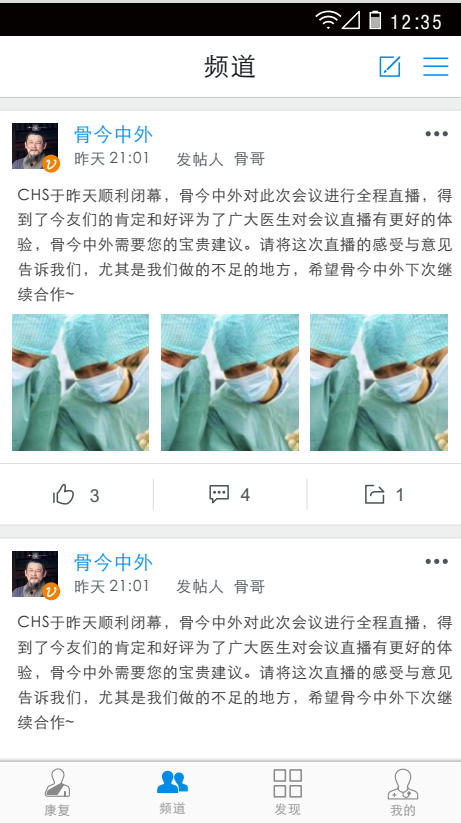 12:35
频道
骨今中外
昨天 21:01 发帖人 骨哥
CHS于昨天顺利闭幕，骨今中外对此次会议进行全程直播，得
到了今友们的肯定和好评为了广大医生对会议直播有更好的体
验，骨今中外需要您的宝贵建议。请将这次直播的感受与意见
告诉我们，尤其是我们做的不足的地方，希望骨今中外下次继
续合作~
3 4 1
骨今中外
昨天 21:01 发帖人 骨哥
CHS于昨天顺利闭幕，骨今中外对此次会议进行全程直播，得
到了今友们的肯定和好评为了广大医生对会议直播有更好的体
验，骨今中外需要您的宝贵建议。请将这次直播的感受与意见
告诉我们，尤其是我们做的不足的地方，希望骨今中外下次继
续合作~
康复 频道 发现 我的